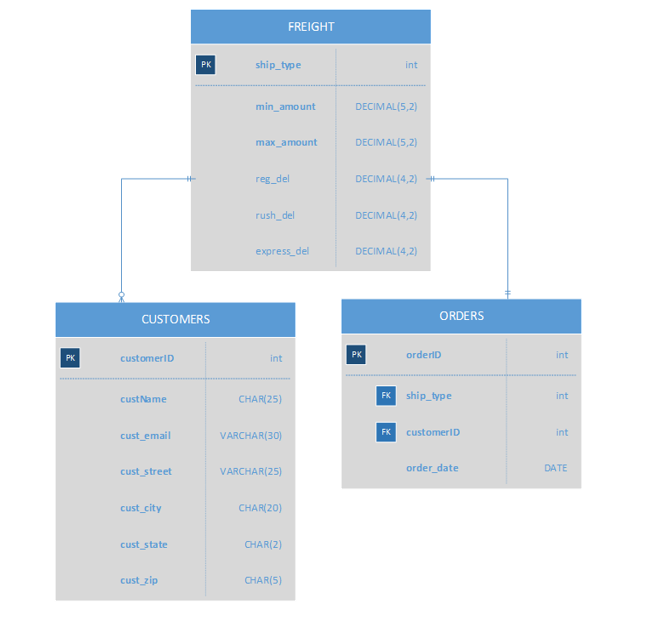 FREIGHT
PK ship_type int
min_amount DECIMAL(5,2)
max_amount DECIMAL(5,2)
reg_del DECIMAL(4,2)
rush_del DECIMAL(4,2)
express_del DECIMAL(4,2)
CUSTOMERS
PK customerID int
custName CHAR(25)
cust_email VARCHAR(30)
cust_street VARCHAR(25)
cust_city CHAR(20)
cust_state CHAR(2)
cust_zip CHAR(5)
ORDERS
PK orderID int
FK ship_type int
FK customerID int
order_date DATE